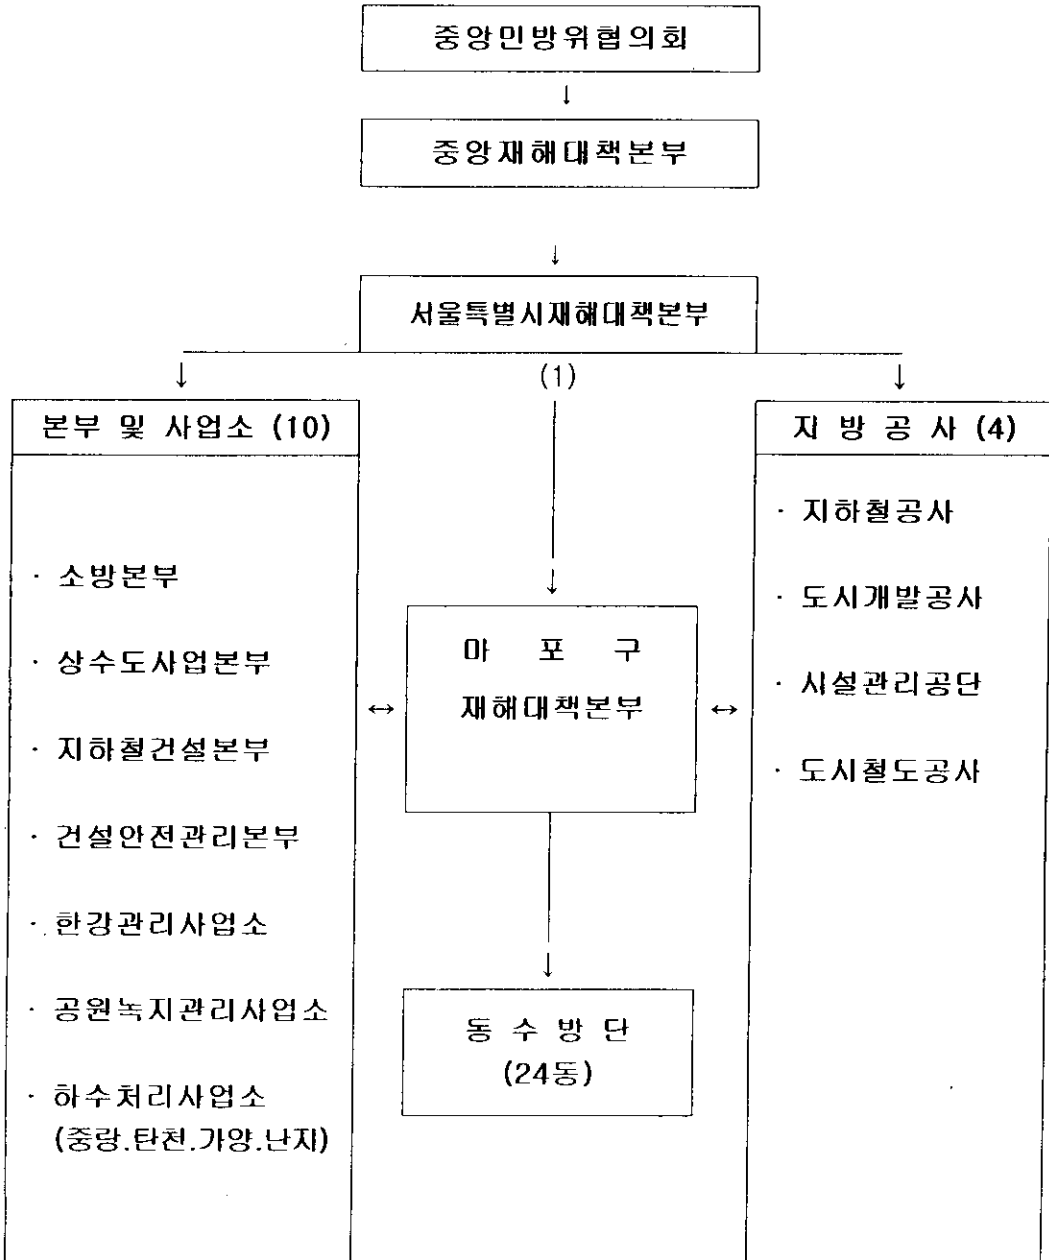 중앙민방위협의회
↓
중앙재해대책본부
↓
서울특별시재해대책본부
↓ (1) ↓
본부 및 사업소 (10)
· 소방본부
· 상수도사업본부
· 지하철건설본부
· 건설안전관리본부
· 한강관리사업소
· 공원녹지관리사업소
· 하수처리사업소
(중랑.탄천.가양.난지)
↓
↔
마 포 구
재해대책본부
↔
↓
동 수 방 단
(24동)
지 방 공 사 (4)
· 지하철공사
· 도시개발공사
· 시설관리공단
· 도시철도공사